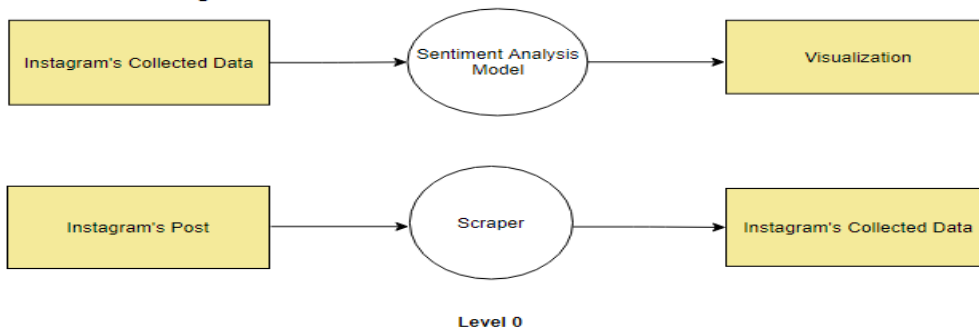 Instagram's Collected Data
Sentiment Analysis
Model
Visualization
Instagram's Post
Scraper
Instagram's Collected Data
Level 0